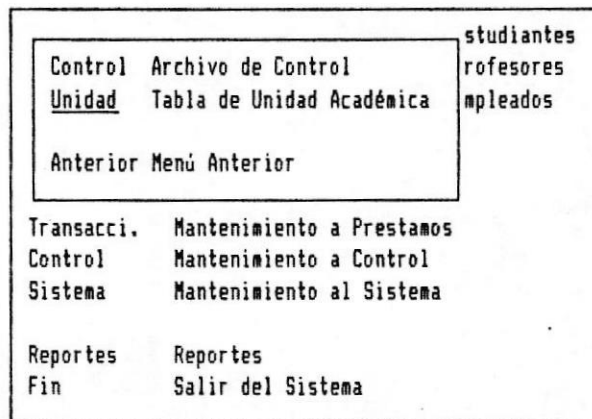 studiantes
Control Archivo de Control rofesores
Unidad Tabla de Unidad Académica mpleados
Anterior Menú Anterior
Transacci. Mantenimiento a Prestamos
Control Mantenimiento a Control
Sistema Mantenimiento al Sistema
Reportes Reportes
Fin Salir del Sistema